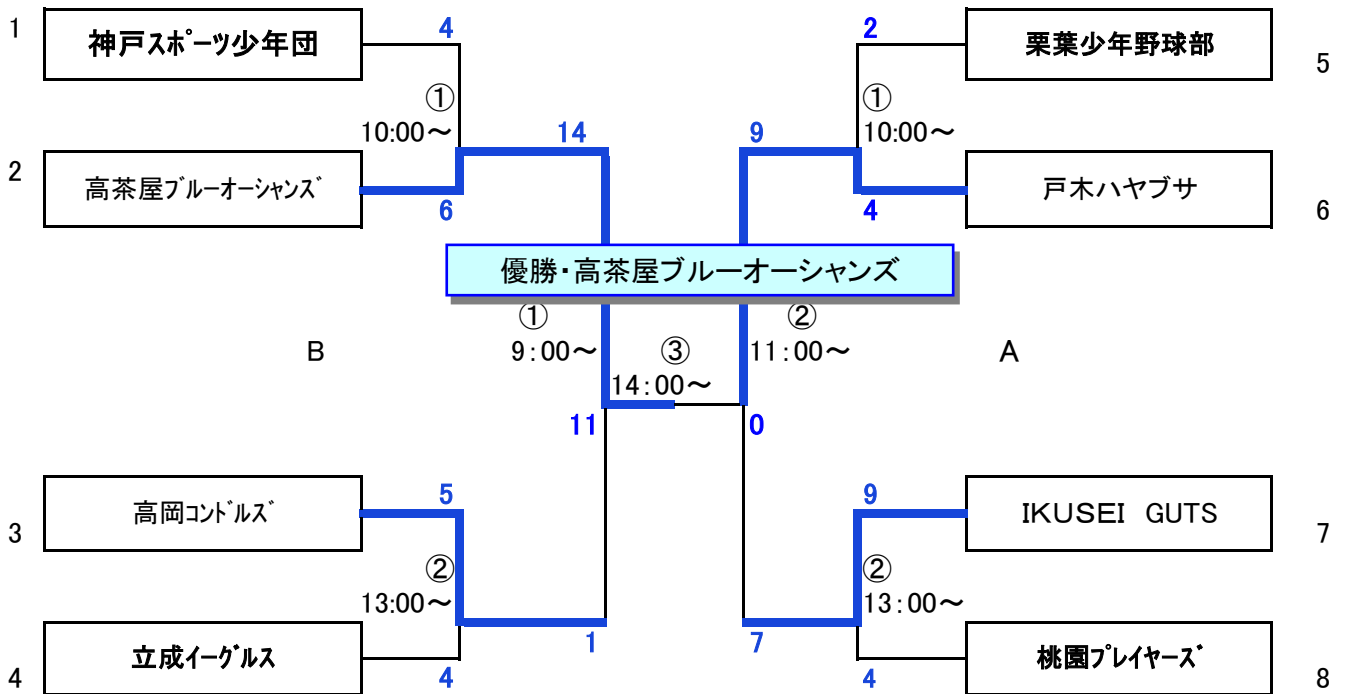 1 神戸スポーツ少年団 4 2 栗葉少年野球部 5
① ①
10:00～ 14 9 10:00～
2 高茶屋ブルーオーシャンズ 6 4 戸木ハヤブサ 6
優勝・高茶屋ブルーオーシャンズ
① ②
B 9:00～ ③ 11:00～ A
14:00～
11 0
3 高岡コンドルズ 5 9 IKUSEI GUTS 7
② ②
13:00～ 13:00～
1 7
4 立成イーグルス 4 4 桃園プレイヤーズ 8